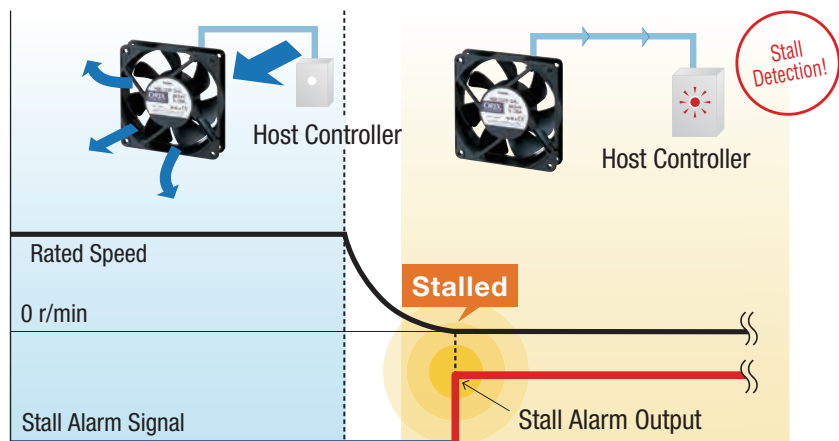 Stall
Detection!
Host Controller
Host Controller
Rated Speed
Stalled
0 r/min
Stall Alarm Signal
Stall Alarm Output